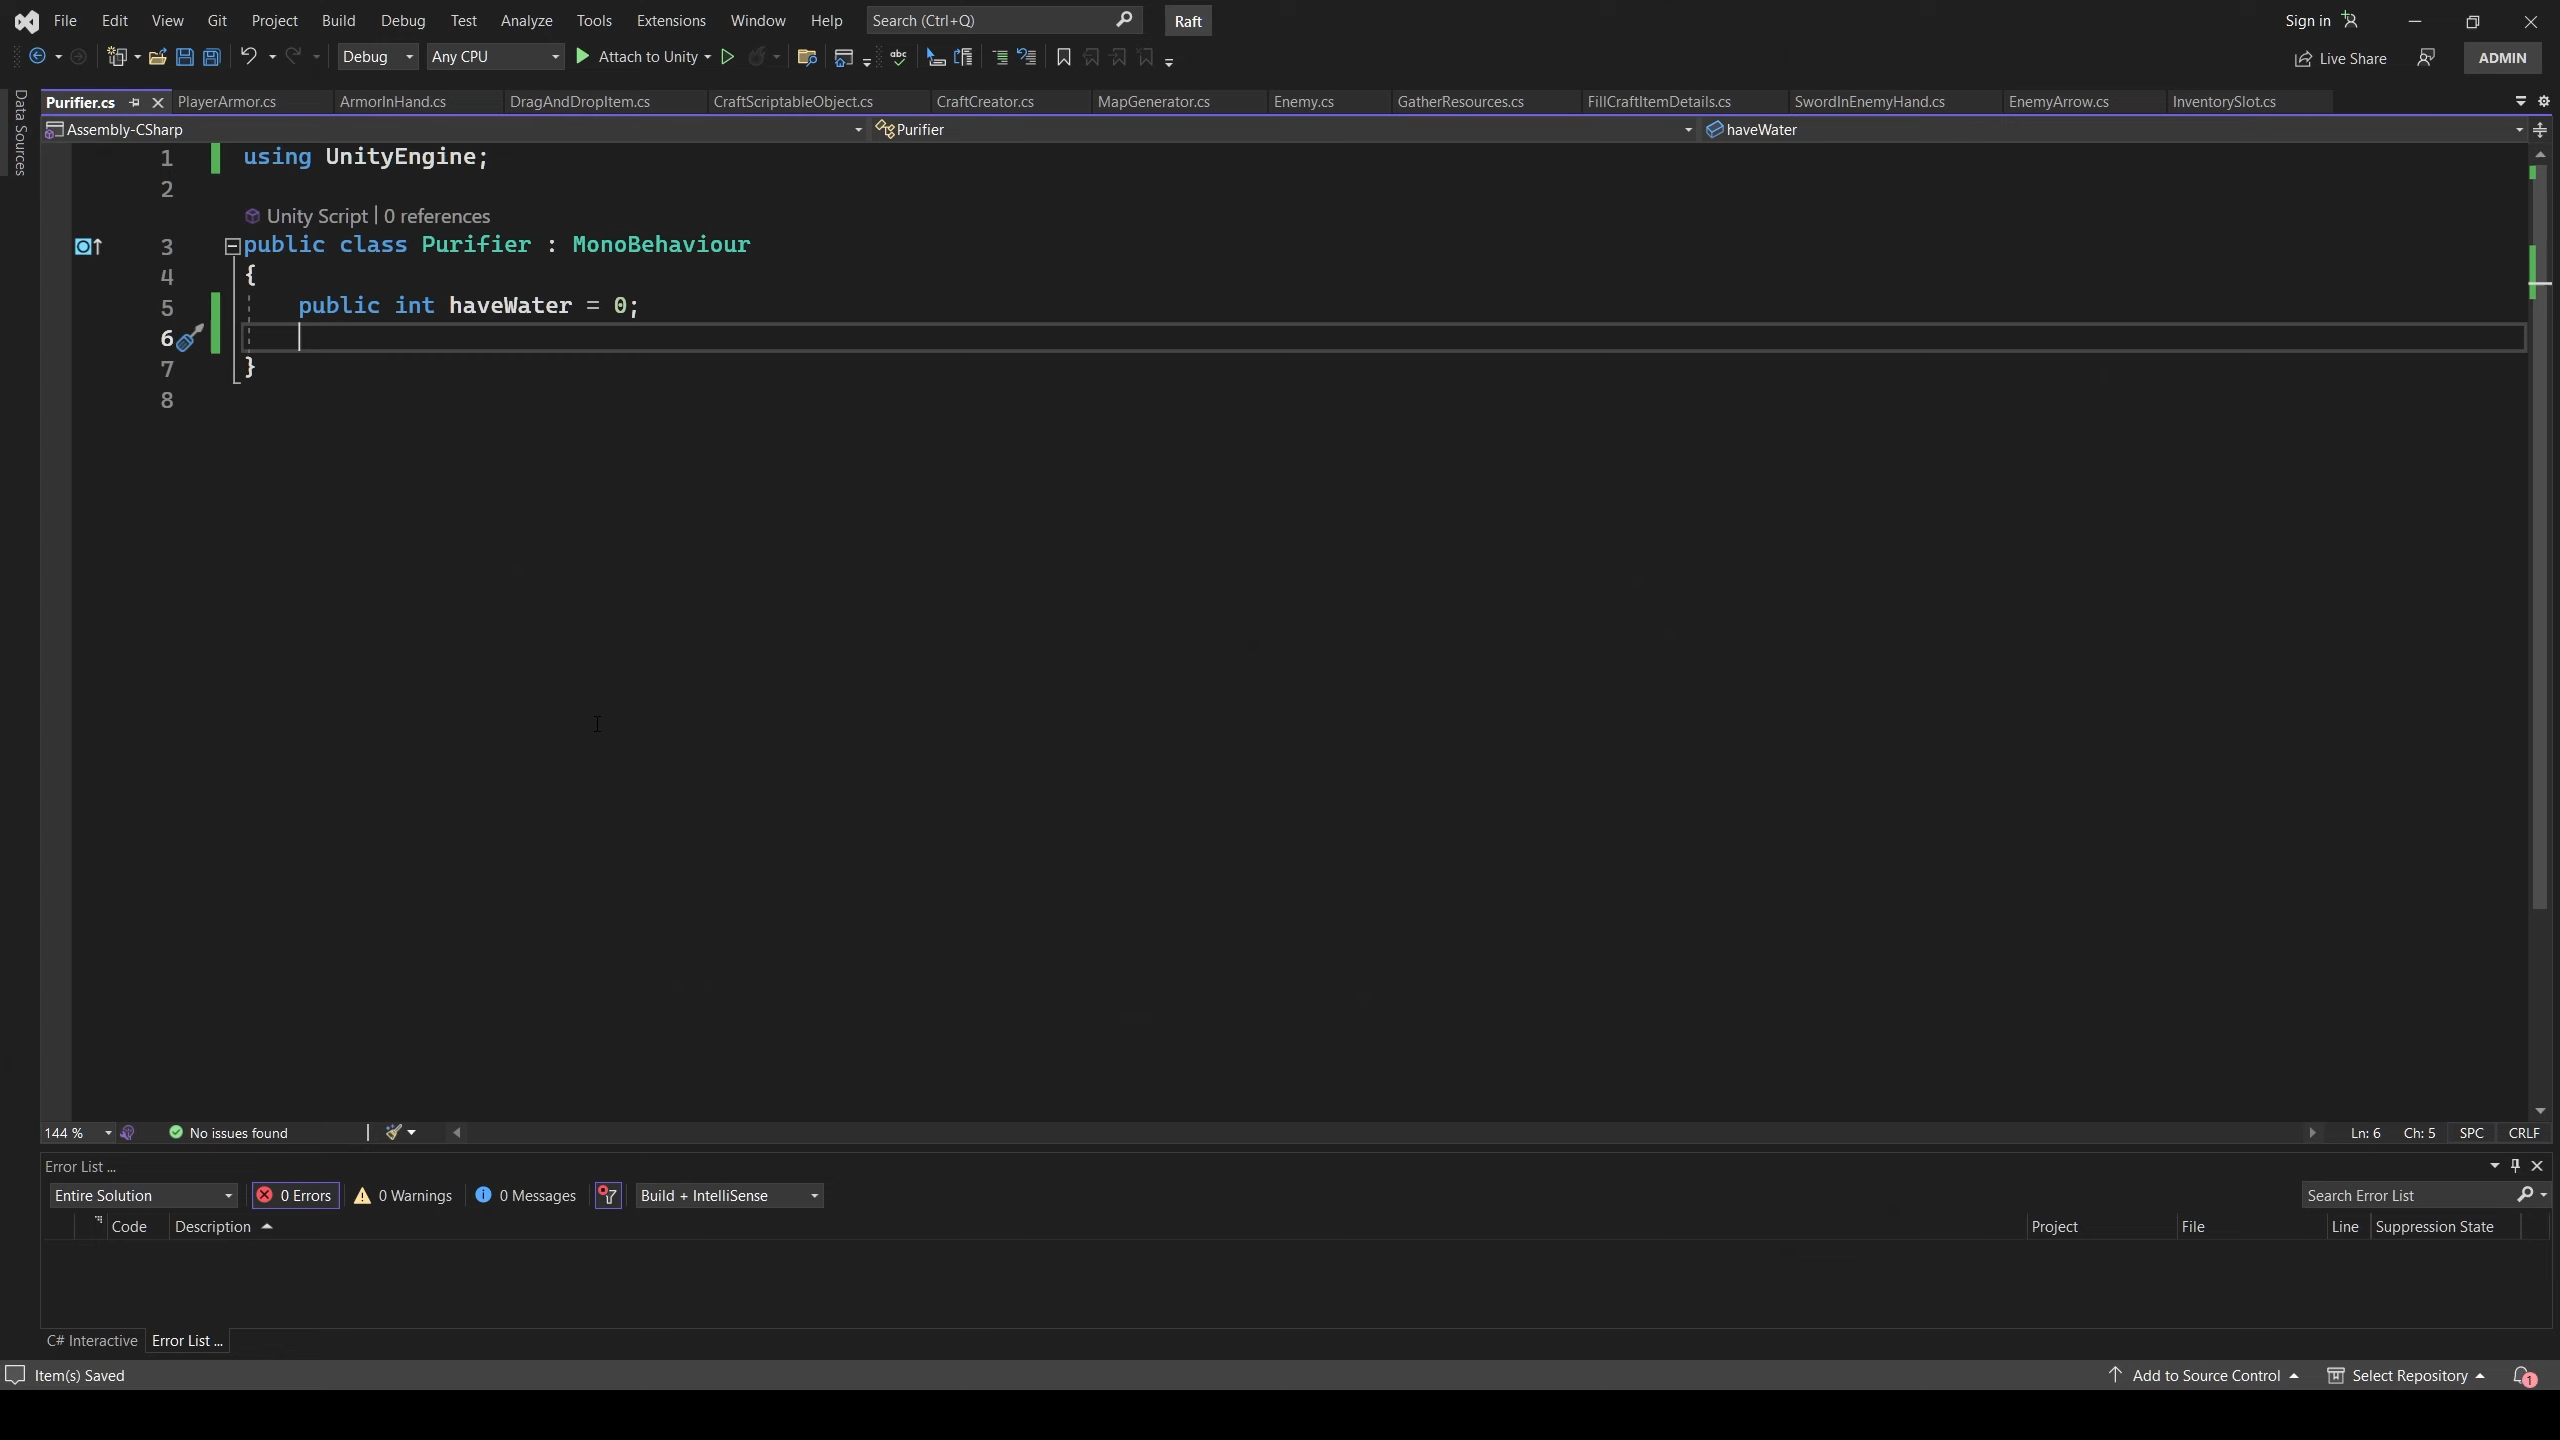 File Edit View Git Project Build Debug Test Analyze Tools Extensions Window Help Search (Ctrl+Q) Raft Sign in
Debug Any CPU Attach to Unity Live Share ADMIN
Data Sources
Purifier.cs PlayerArmor.cs ArmorInHand.cs DragAndDropItem.cs CraftScriptableObject.cs CraftCreator.cs MapGenerator.cs Enemy.cs GatherResources.cs FillCraftItemDetails.cs SwordInEnemyHand.cs EnemyArrow.cs InventorySlot.cs
Assembly-CSharp Purifier haveWater
1 using UnityEngine;
2
Unity Script | 0 references
3 public class Purifier : MonoBehaviour
4 {
5 public int haveWater = 0;
6
7 }
8
144 % No issues found Ln: 6 Ch: 5 SPC CRLF
Error List ...
Entire Solution 0 Errors 0 Warnings 0 Messages Build + IntelliSense Search Error List
Code Description Project File Line Suppression State
C# Interactive Error List ...
Item(s) Saved Add to Source Control Select Repository 1